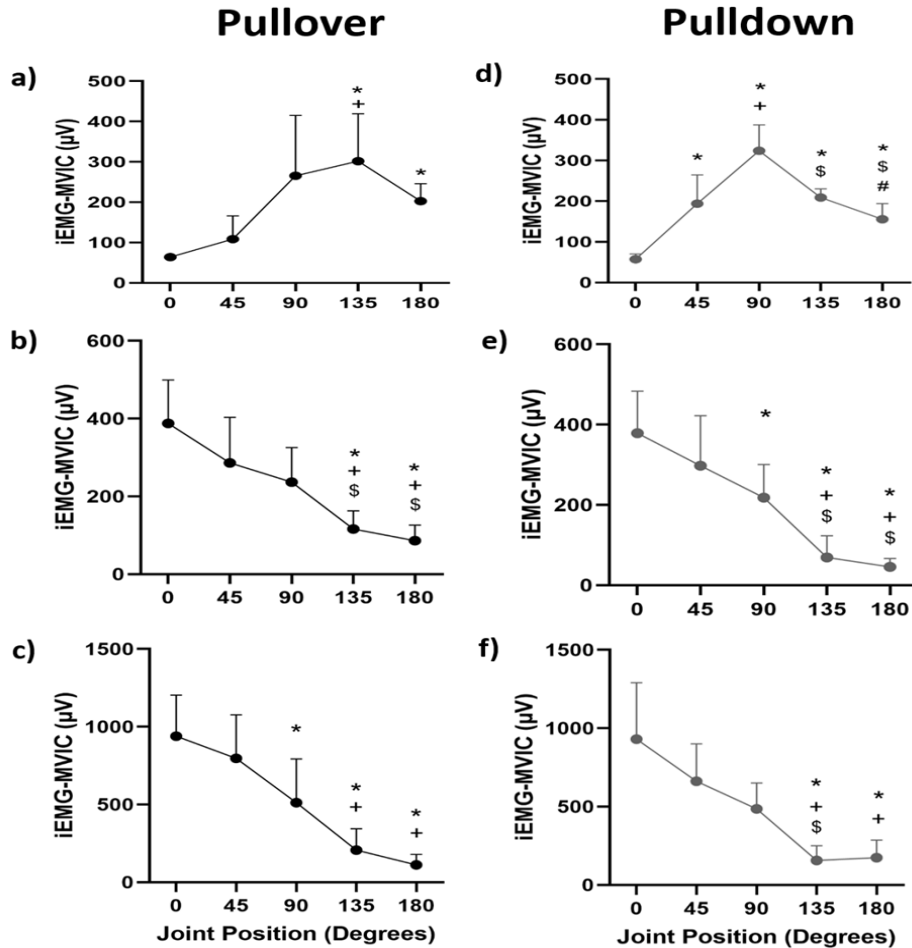 Pullover
Pulldown
a)
iEMG-MVIC (µV)
500
400
300
200
100
0
0 45 90 135 180
*
+
*
d)
iEMG-MVIC (µV)
500
400
300
200
100
0
0 45 90 135 180
*
*
+
*
$
*
$
#
b)
iEMG-MVIC (µV)
600
400
200
0
0 45 90 135 180
*
+
$
*
+
$
e)
iEMG-MVIC (µV)
600
400
200
0
0 45 90 135 180
*
*
+
$
*
+
$
c)
iEMG-MVIC (µV)
1500
1000
500
0
0 45 90 135 180
*
*
+
*
+
Joint Position (Degrees)
f)
iEMG-MVIC (µV)
1500
1000
500
0
0 45 90 135 180
*
+
$
*
+
Joint Position (Degrees)